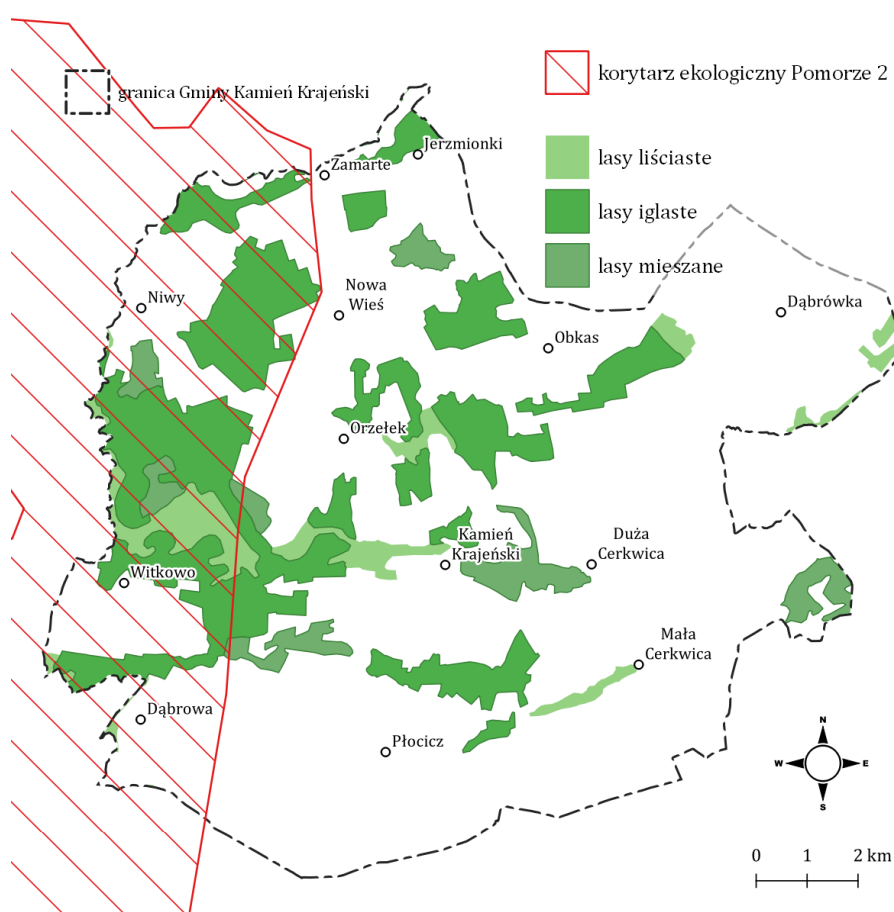 korytarz ekologiczny Pomorze 2
granica Gminy Kamień Krajeński
lasy liściaste
lasy iglaste
lasy mieszane
Jerzmionki
Zamarte
Niwy
Nowa
Wieś
Dąbrówka
Obkas
Orzełek
Kamień
Krajeński
Duża
Cerkwica
Witkowo
Mała
Cerkwica
Dąbrowa
Płocicz
N
W
E
S
0 1 2 km